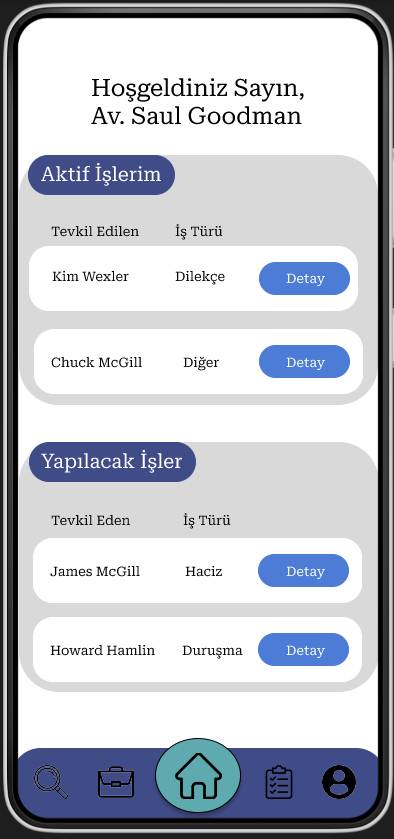 Hoşgeldiniz Sayın,
Av. Saul Goodman
Aktif İşlerim
Tevkil Edilen İş Türü
Kim Wexler Dilekçe Detay
Chuck McGill Diğer Detay
Yapılacak İşler
Tevkil Eden İş Türü
James McGill Haciz Detay
Howard Hamlin Duruşma Detay